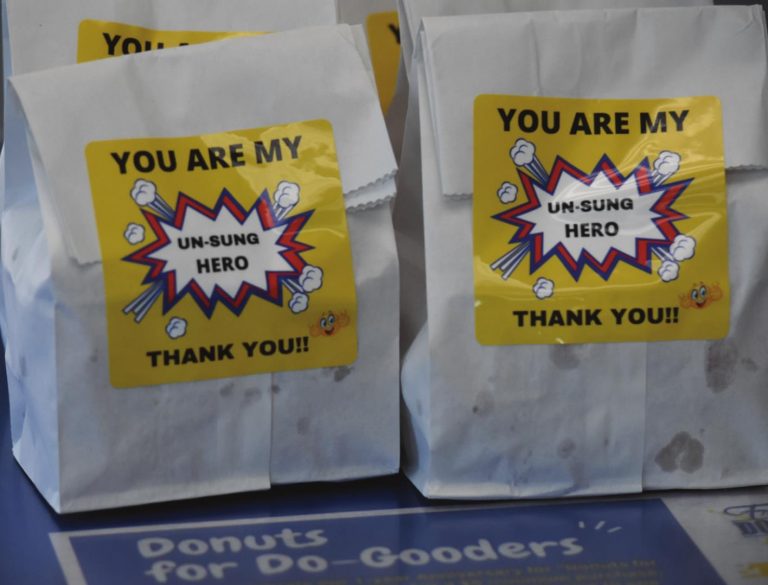 YOU
YOU ARE MY
UN-SUNG
HERO
THANK YOU!!
YOU ARE MY
UN-SUNG
HERO
THANK YOU!!
Donuts
for Do-Gooders